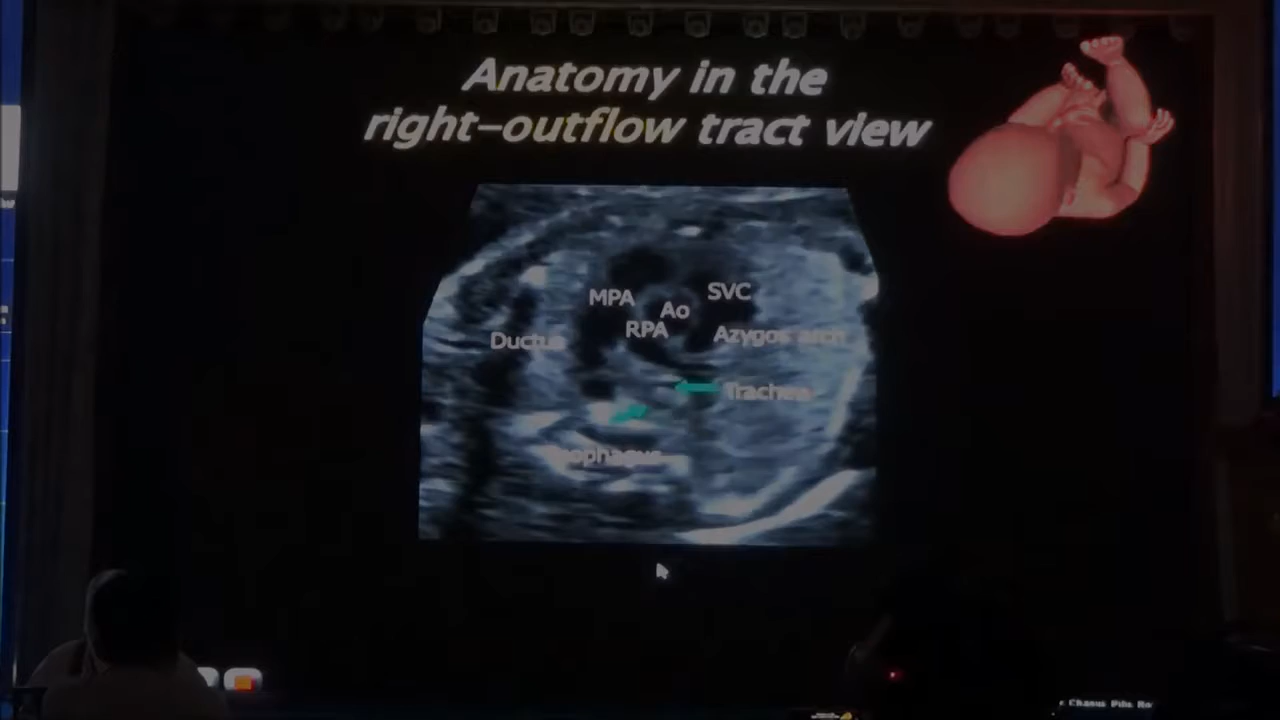 Anatomy in the
right-outflow tract view
MPA
SVC
Ao
RPA
Ductus
Azygos arch
Trachea
Esophagus